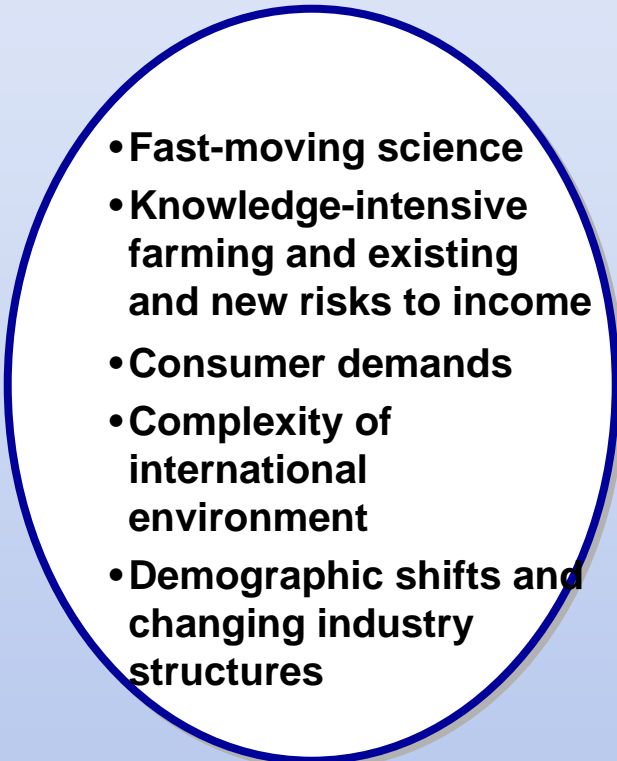 •Fast-moving science
•Knowledge-intensive
farming and existing
and new risks to income
•Consumer demands
•Complexity of
international
environment
•Demographic shifts and
changing industry
structures